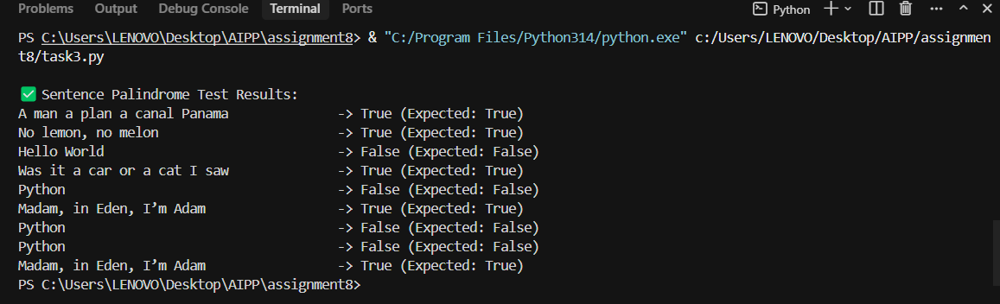 Problems Output Debug Console Terminal Ports Python
PS C:\Users\LENOVO\Desktop\AIPP\assignment8> & "C:/Program Files/Python314/python.exe" c:/Users/LENOVO/Desktop/AIPP/assignmen
t8/task3.py
✅ Sentence Palindrome Test Results:
A man a plan a canal Panama -> True (Expected: True)
No lemon, no melon -> True (Expected: True)
Hello World -> False (Expected: False)
Was it a car or a cat I saw -> True (Expected: True)
Python -> False (Expected: False)
Madam, in Eden, I’m Adam -> True (Expected: True)
Python -> False (Expected: False)
Python -> False (Expected: False)
Madam, in Eden, I’m Adam -> True (Expected: True)
PS C:\Users\LENOVO\Desktop\AIPP\assignment8>